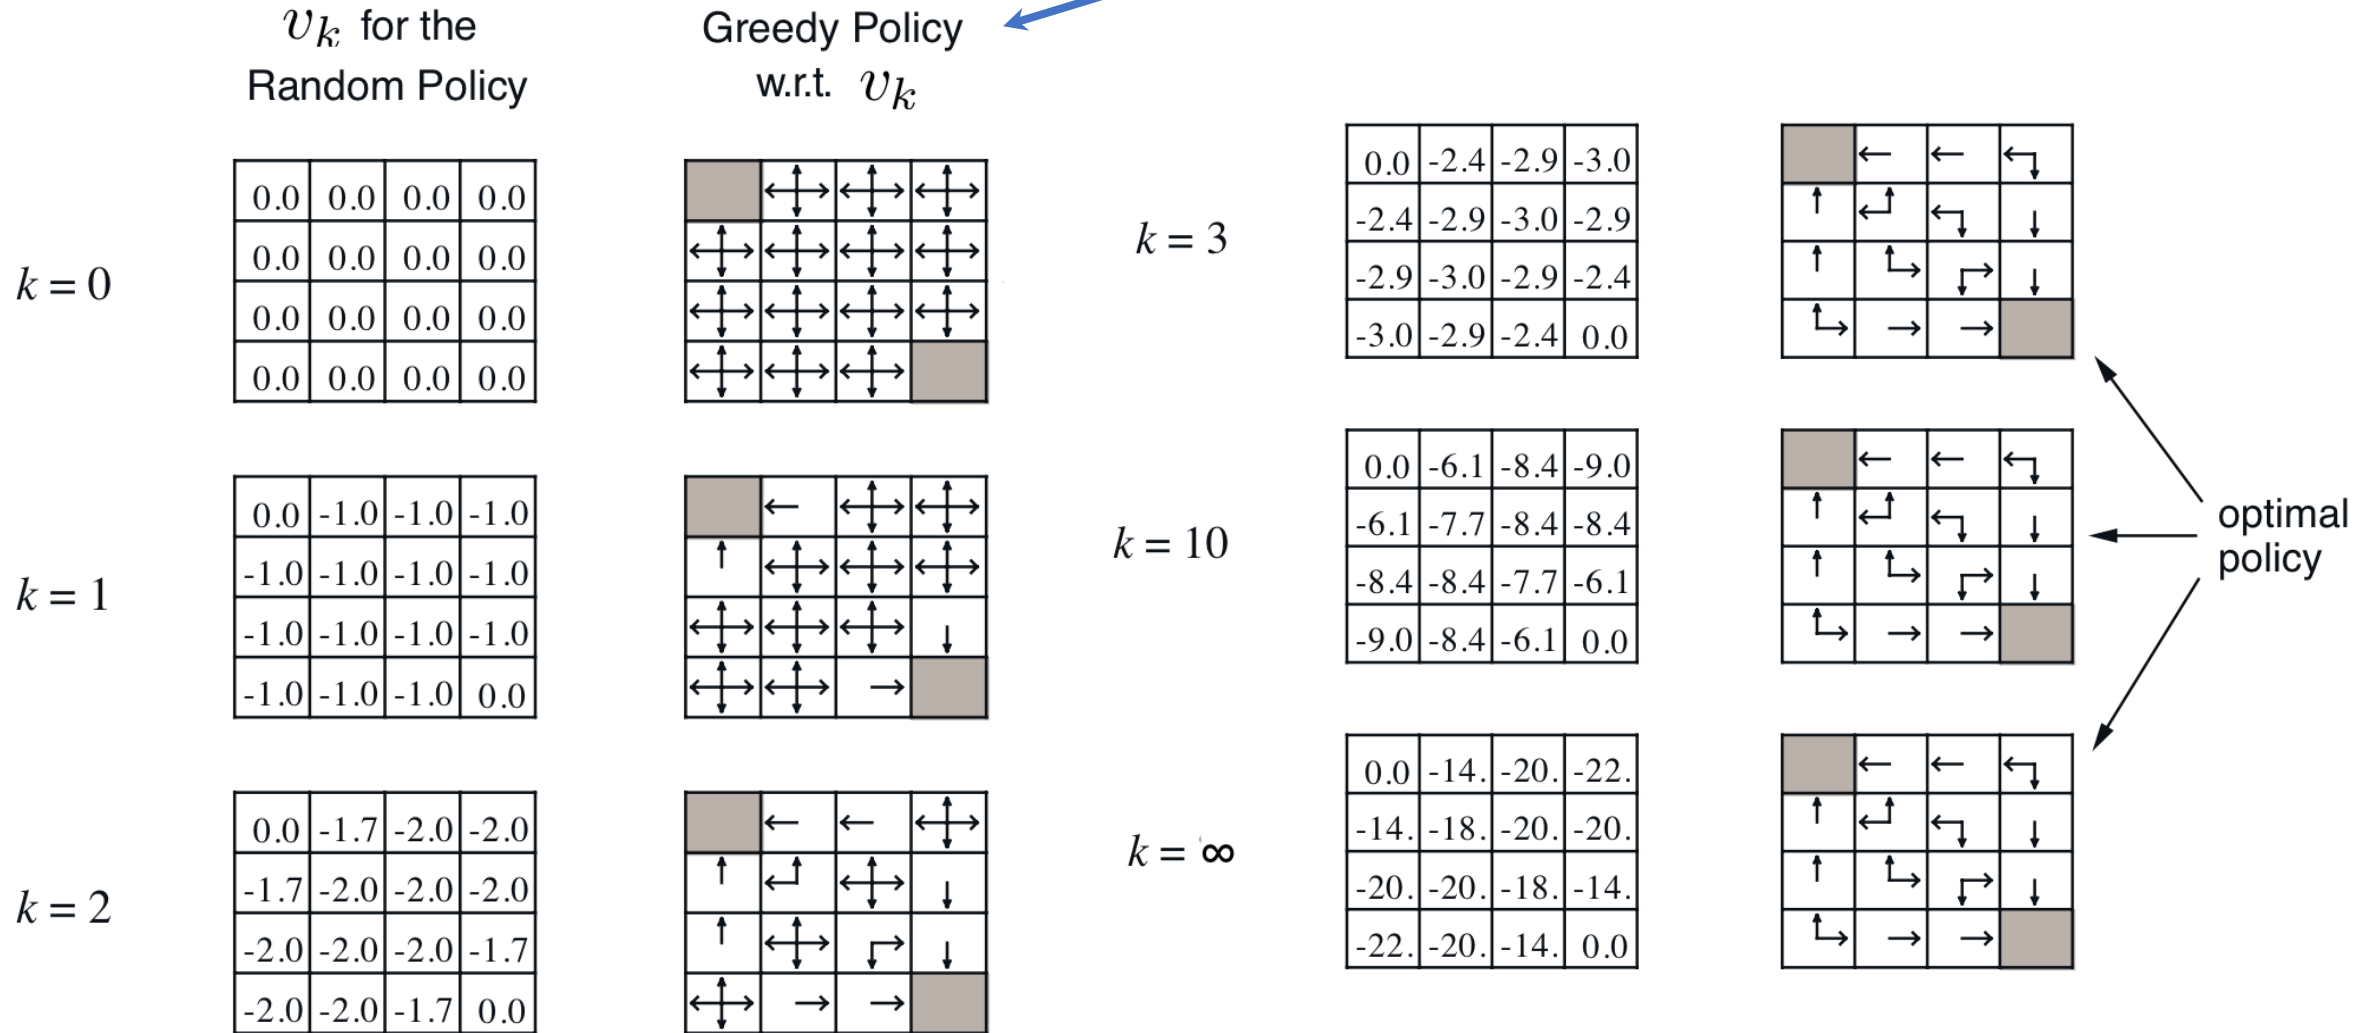 v_k for the
Random Policy
Greedy Policy
w.r.t. v_k
k = 0
0.0 0.0 0.0 0.0
0.0 0.0 0.0 0.0
0.0 0.0 0.0 0.0
0.0 0.0 0.0 0.0
k = 1
0.0 -1.0 -1.0 -1.0
-1.0 -1.0 -1.0 -1.0
-1.0 -1.0 -1.0 -1.0
-1.0 -1.0 -1.0 0.0
k = 2
0.0 -1.7 -2.0 -2.0
-1.7 -2.0 -2.0 -2.0
-2.0 -2.0 -2.0 -1.7
-2.0 -2.0 -1.7 0.0
k = 3
0.0 -2.4 -2.9 -3.0
-2.4 -2.9 -3.0 -2.9
-2.9 -3.0 -2.9 -2.4
-3.0 -2.9 -2.4 0.0
k = 10
0.0 -6.1 -8.4 -9.0
-6.1 -7.7 -8.4 -8.4
-8.4 -8.4 -7.7 -6.1
-9.0 -8.4 -6.1 0.0
k = ∞
0.0 -14. -20. -22.
-14. -18. -20. -20.
-20. -20. -18. -14.
-22. -20. -14. 0.0
optimal
policy